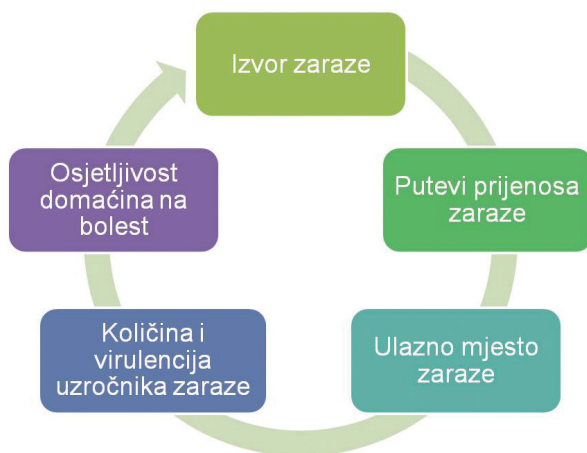 Izvor zaraze
Putevi prijenosa
zaraze
Ulazno mjesto
zaraze
Količina i
virulencija
uzročnika zaraze
Osjetljivost
domaćina na
bolest